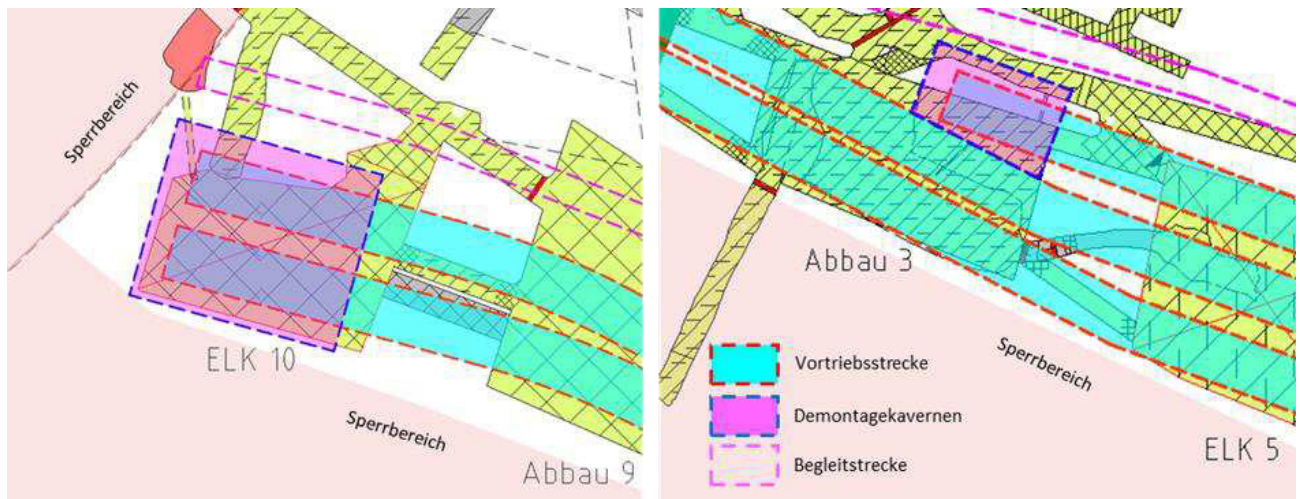 Sperrbereich
ELK 10
Sperrbereich
Abbau 9
Abbau 3
Sperrbereich
Vortriebsstrecke
Demontagekavernen
Begleitstrecke
ELK 5